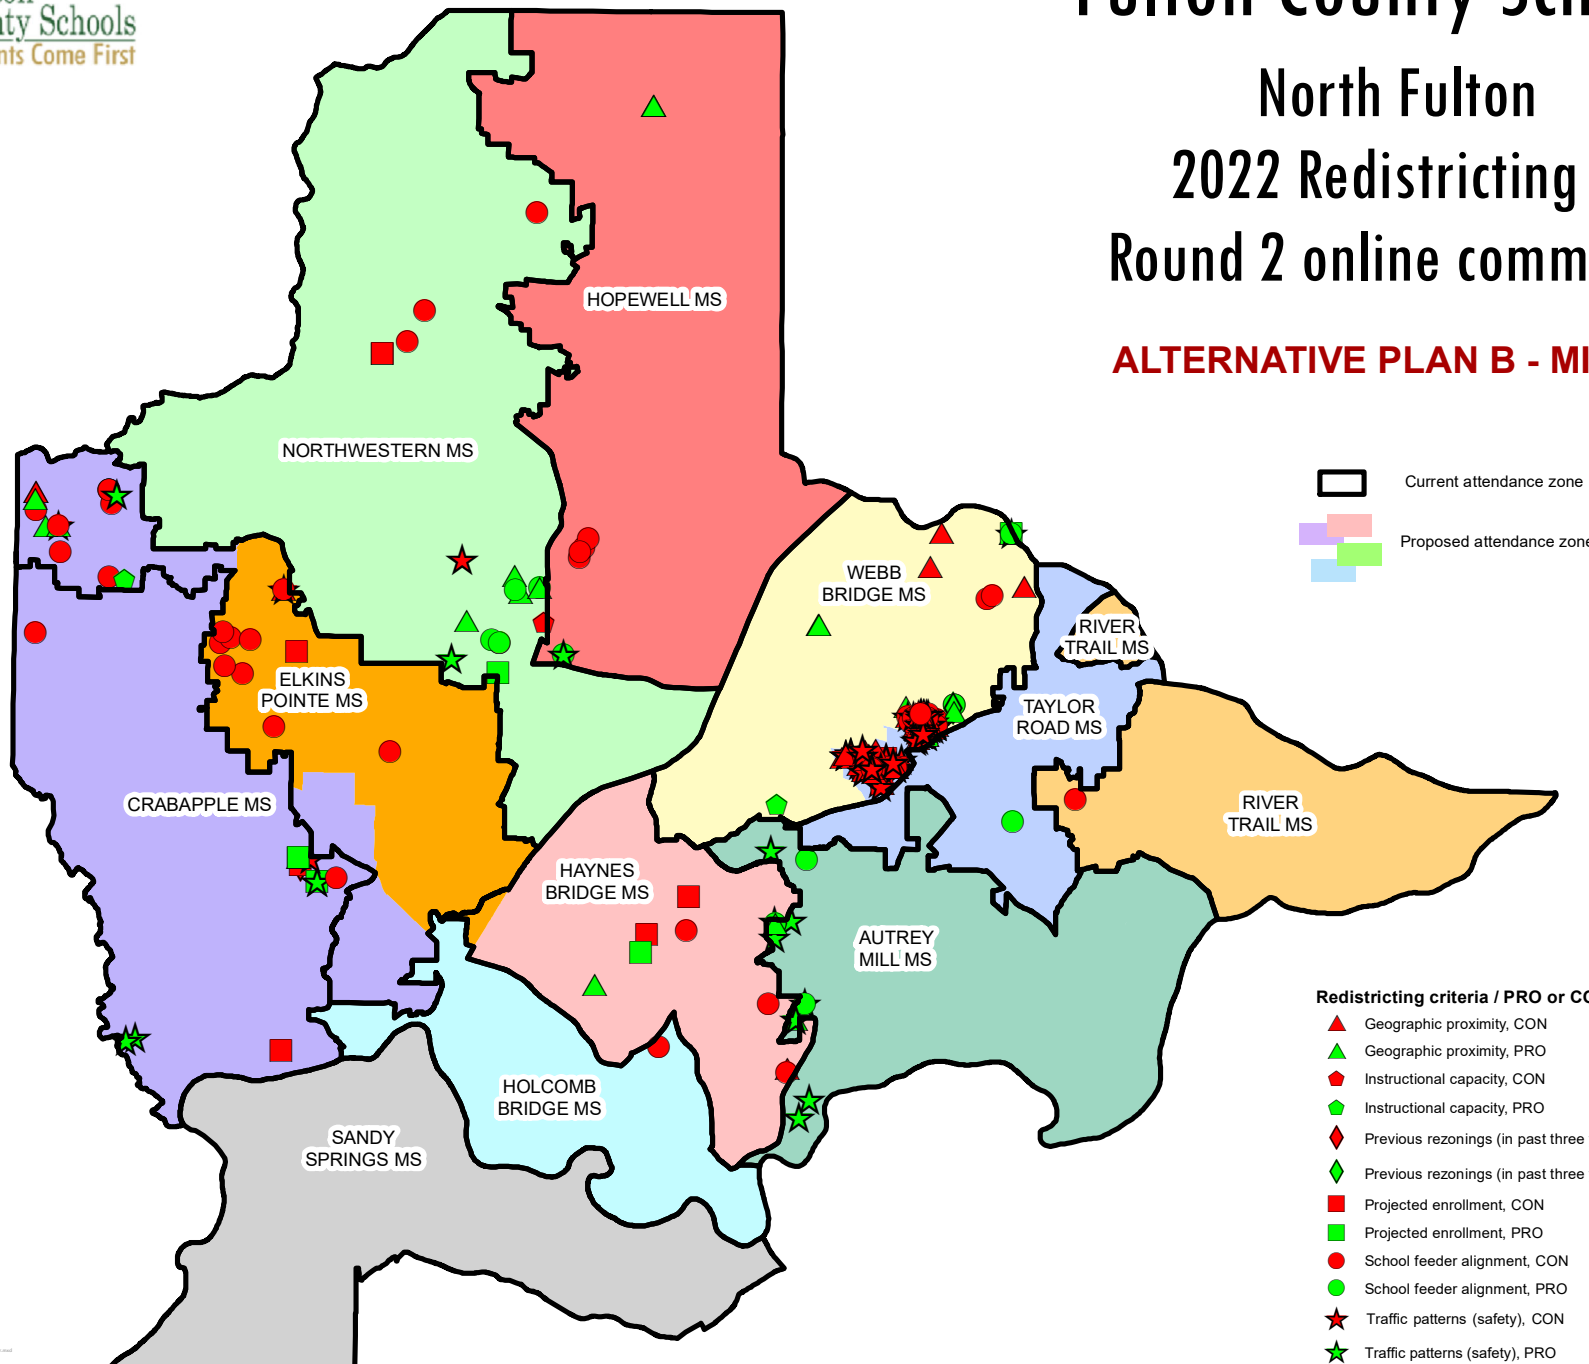 nty Schools
nts Come First
Fulton County Sch
North Fulton
2022 Redistricting
Round 2 online comm
ALTERNATIVE PLAN B - MI
HOPEWELL MS
NORTHWESTERN MS
Current attendance zone
Proposed attendance zone
WEBB
BRIDGE MS
RIVER
TRAIL MS
ELKINS
POINTE MS
TAYLOR
ROAD MS
CRABAPPLE MS
RIVER
TRAIL MS
HAYNES
BRIDGE MS
AUTREY
MILL MS
HOLCOMB
BRIDGE MS
SANDY
SPRINGS MS
Redistricting criteria / PRO or CO
Geographic proximity, CON
Geographic proximity, PRO
Instructional capacity, CON
Instructional capacity, PRO
Previous rezonings (in past three
Previous rezonings (in past three
Projected enrollment, CON
Projected enrollment, PRO
School feeder alignment, CON
School feeder alignment, PRO
Traffic patterns (safety), CON
Traffic patterns (safety), PRO